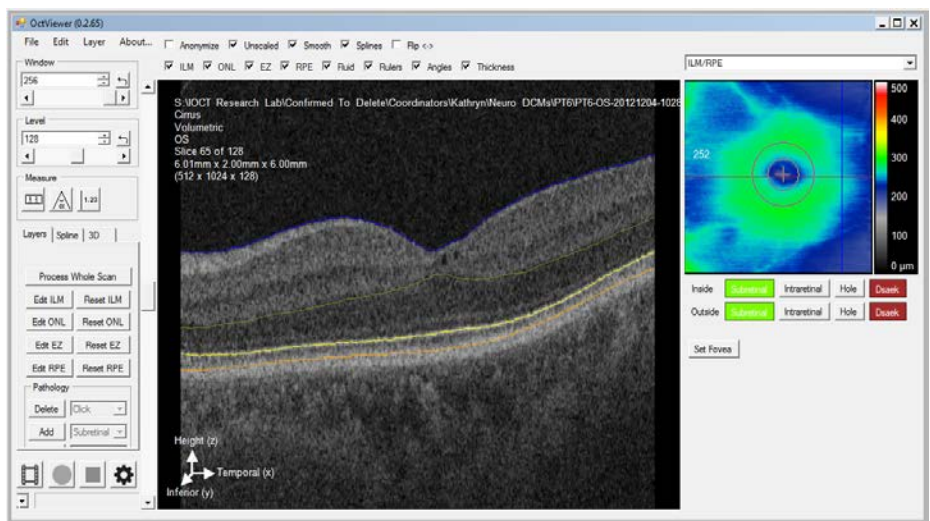 OctViewer (0.2.65)
File Edit Layer About...
Anonymize Unscaled Smooth Splines Flip <->
ILM ONL EZ RPE Fluid Rulers Angles Thickness
Window
256
Level
128
Measure
1.23
Layers Spline 3D
Process Whole Scan
Edit ILM Reset ILM
Edit ONL Reset ONL
Edit EZ Reset EZ
Edit RPE Reset RPE
Pathology
Delete Click
Add Subretinal
S:\IOCT Research Lab\Confirmed To Delete\Coordinators\Kathryn\Neuro DCMs\PT6\PT6-OS-20121204-1028
Cirrus
Volumetric
OS
Slice 65 of 128
6.01mm x 2.00mm x 6.00mm
(512 x 1024 x 128)
Height (z)
Temporal (x)
Inferior (y)
ILM/RPE
252
500
400
300
200
100
0 µm
Inside Subretinal Intraretinal Hole Dsaek
Outside Subretinal Intraretinal Hole Dsaek
Set Fovea